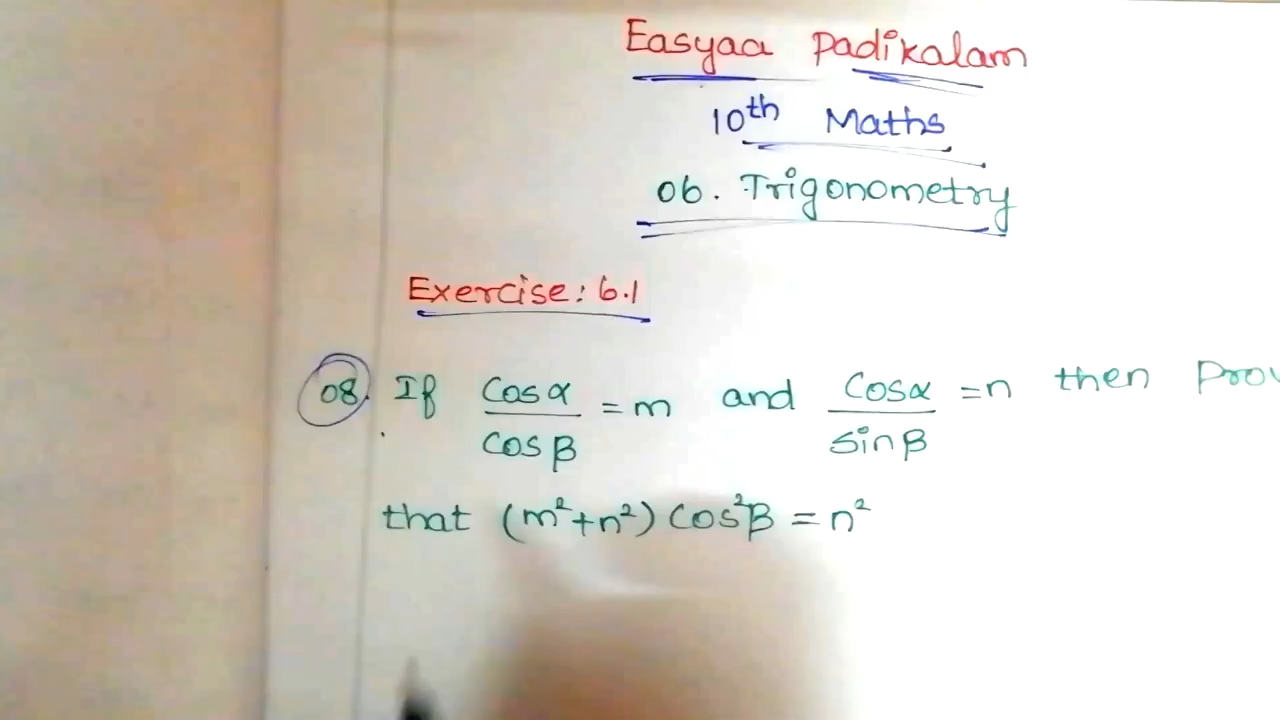 Easyaa Padikalam
10th Maths
06. Trigonometry
Exercise: 6.1
08. If cosα/cosβ = m and cosα/sinβ = n then
that (m²+n²) cos²β = n²